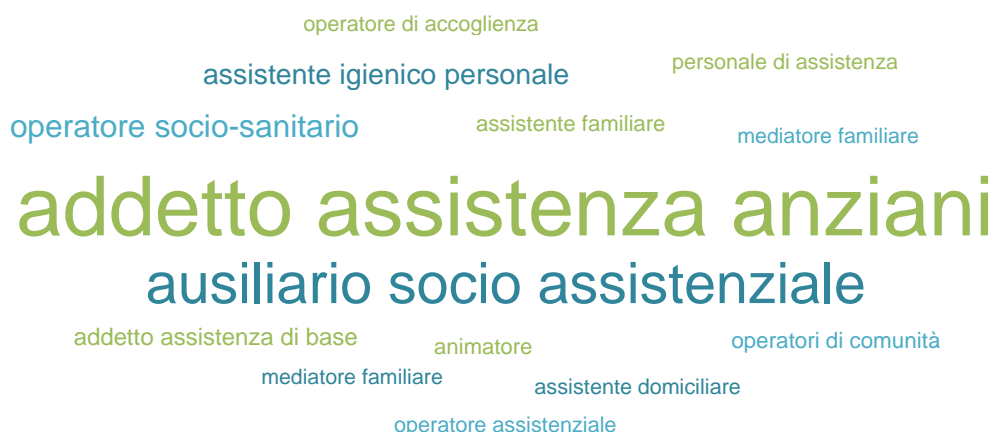 operatore di accoglienza
personale di assistenza
assistente igienico personale
operatore socio-sanitario
assistente familiare
mediatore familiare
addetto assistenza anziani
ausiliario socio assistenziale
addetto assistenza di base
animatore
operatori di comunità
mediatore familiare
assistente domiciliare
operatore assistenziale